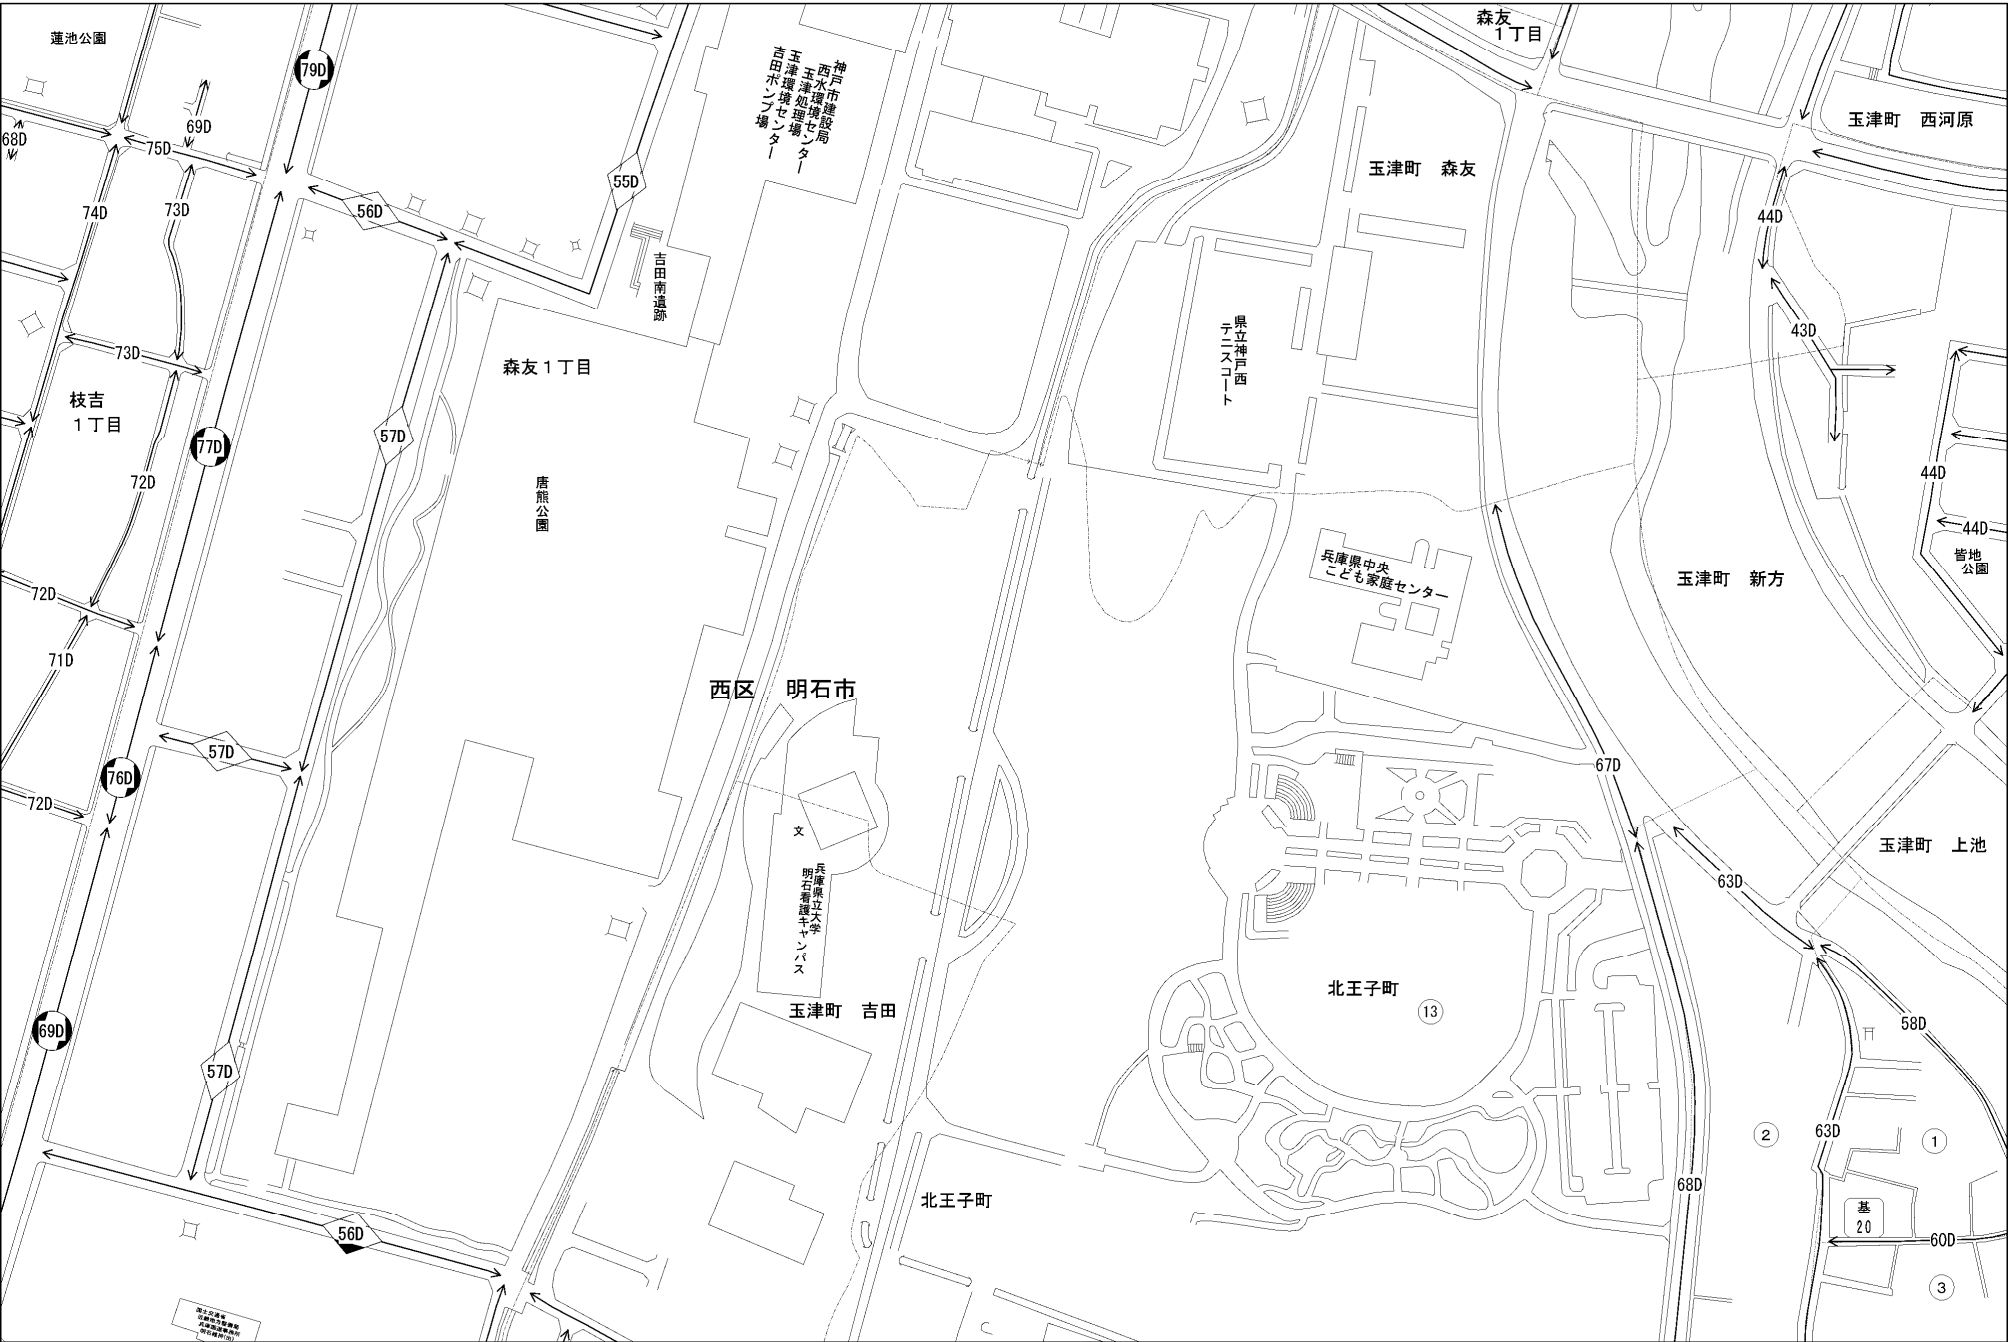 蓮池公園
79D
森友
1丁目
68D
69D
75D
神戸市建設局
西水環境センター
玉津処理場
玉津環境センター
吉田ポンプ場
玉津町 西河原
玉津町 森友
74D
73D
56D
55D
44D
吉田南遺跡
県立神戸西
テニスコート
43D
73D
森友1丁目
枝吉
1丁目
77D
57D
72D
唐熊公園
44D
44D
皆地
公園
兵庫県中央
こども家庭センター
玉津町 新方
72D
71D
西区 明石市
57D
76D
67D
72D
文
兵庫県立大学
明石看護キャンパス
玉津町 上池
63D
北王子町
13
玉津町 吉田
58D
69D
57D
2
63D
1
68D
北王子町
基
20
56D
60D
3